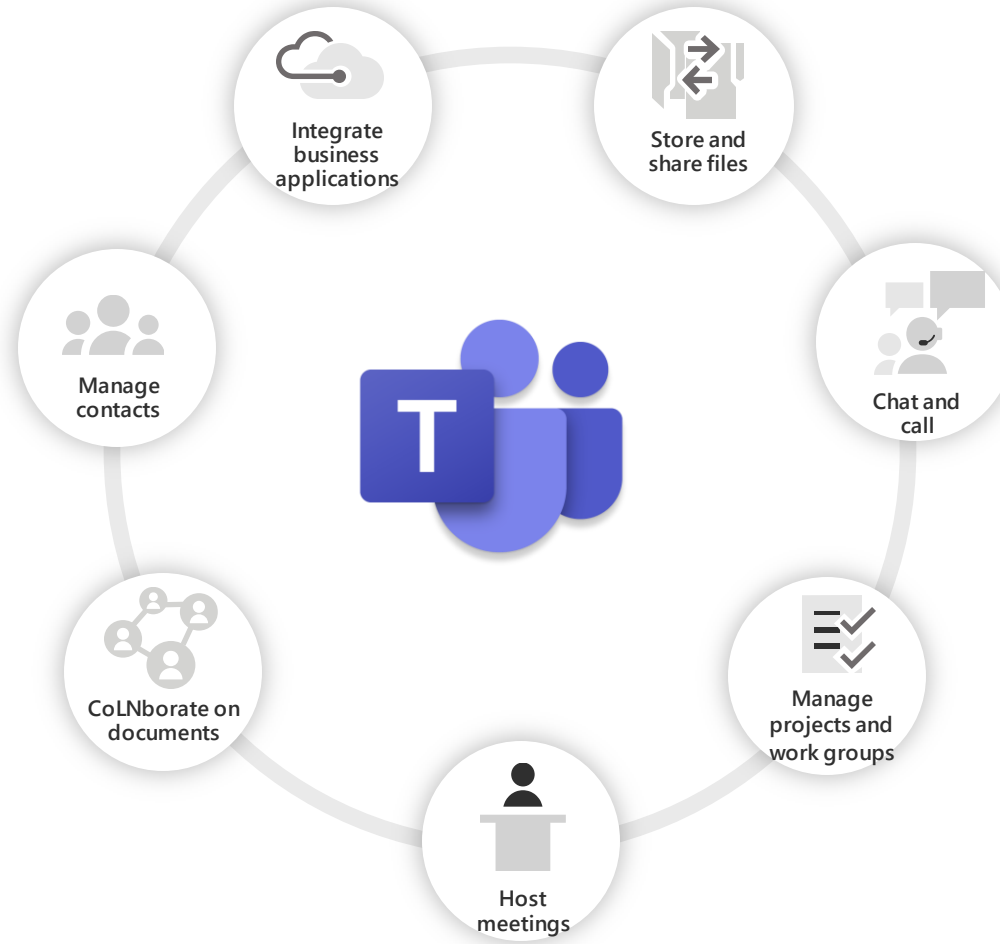 Integrate
business
applications
Store and
share files
Manage
contacts
Chat and
call
T
CoLNborate on
documents
Manage
projects and
work groups
Host
meetings